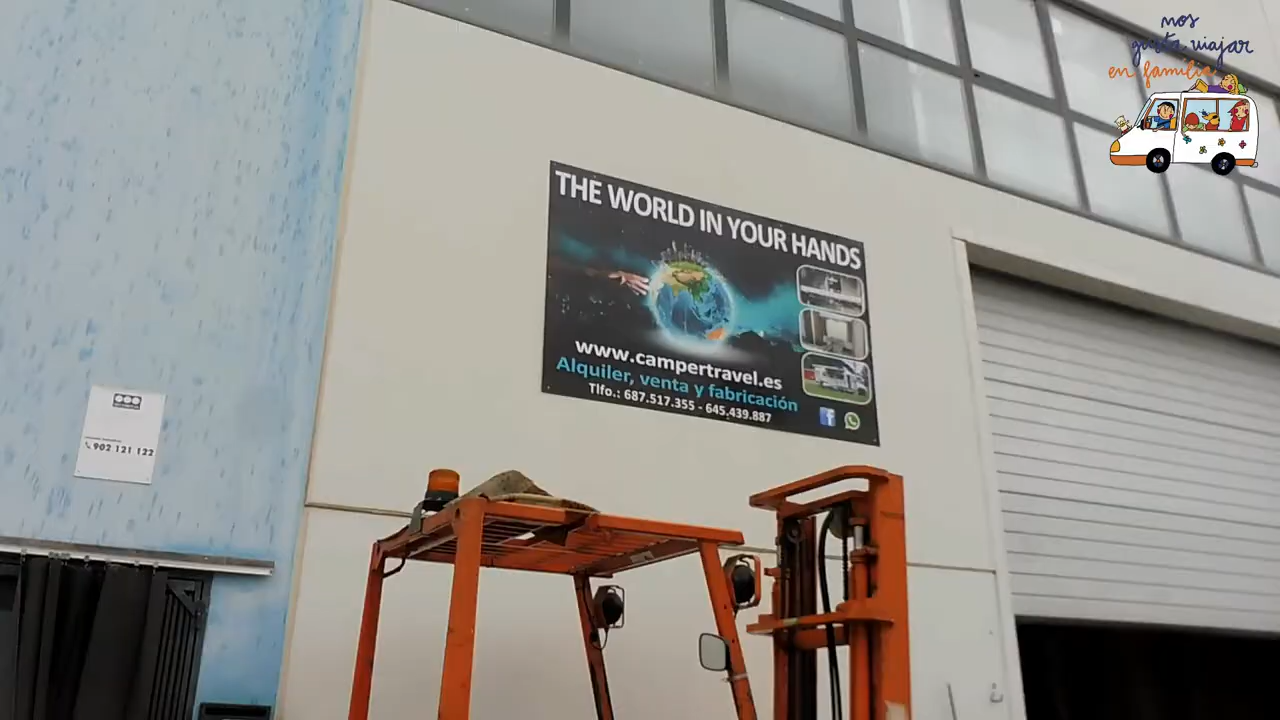 nos
gusta viajar
en familia
THE WORLD IN YOUR HANDS
www.campertravel.es
Alquiler, venta y fabricación
Tlfo.: 687.517.355 - 645.439.887
902 121 122